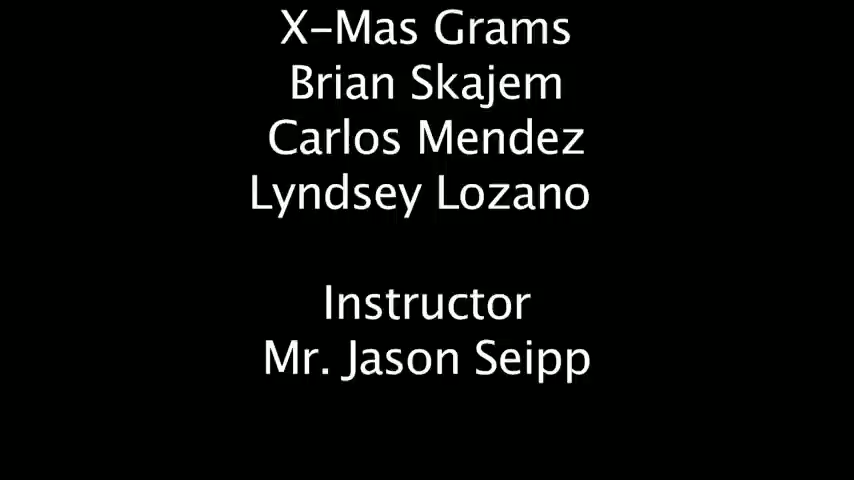 X-Mas Grams
Brian Skajem
Carlos Mendez
Lyndsey Lozano
Instructor
Mr. Jason Seipp